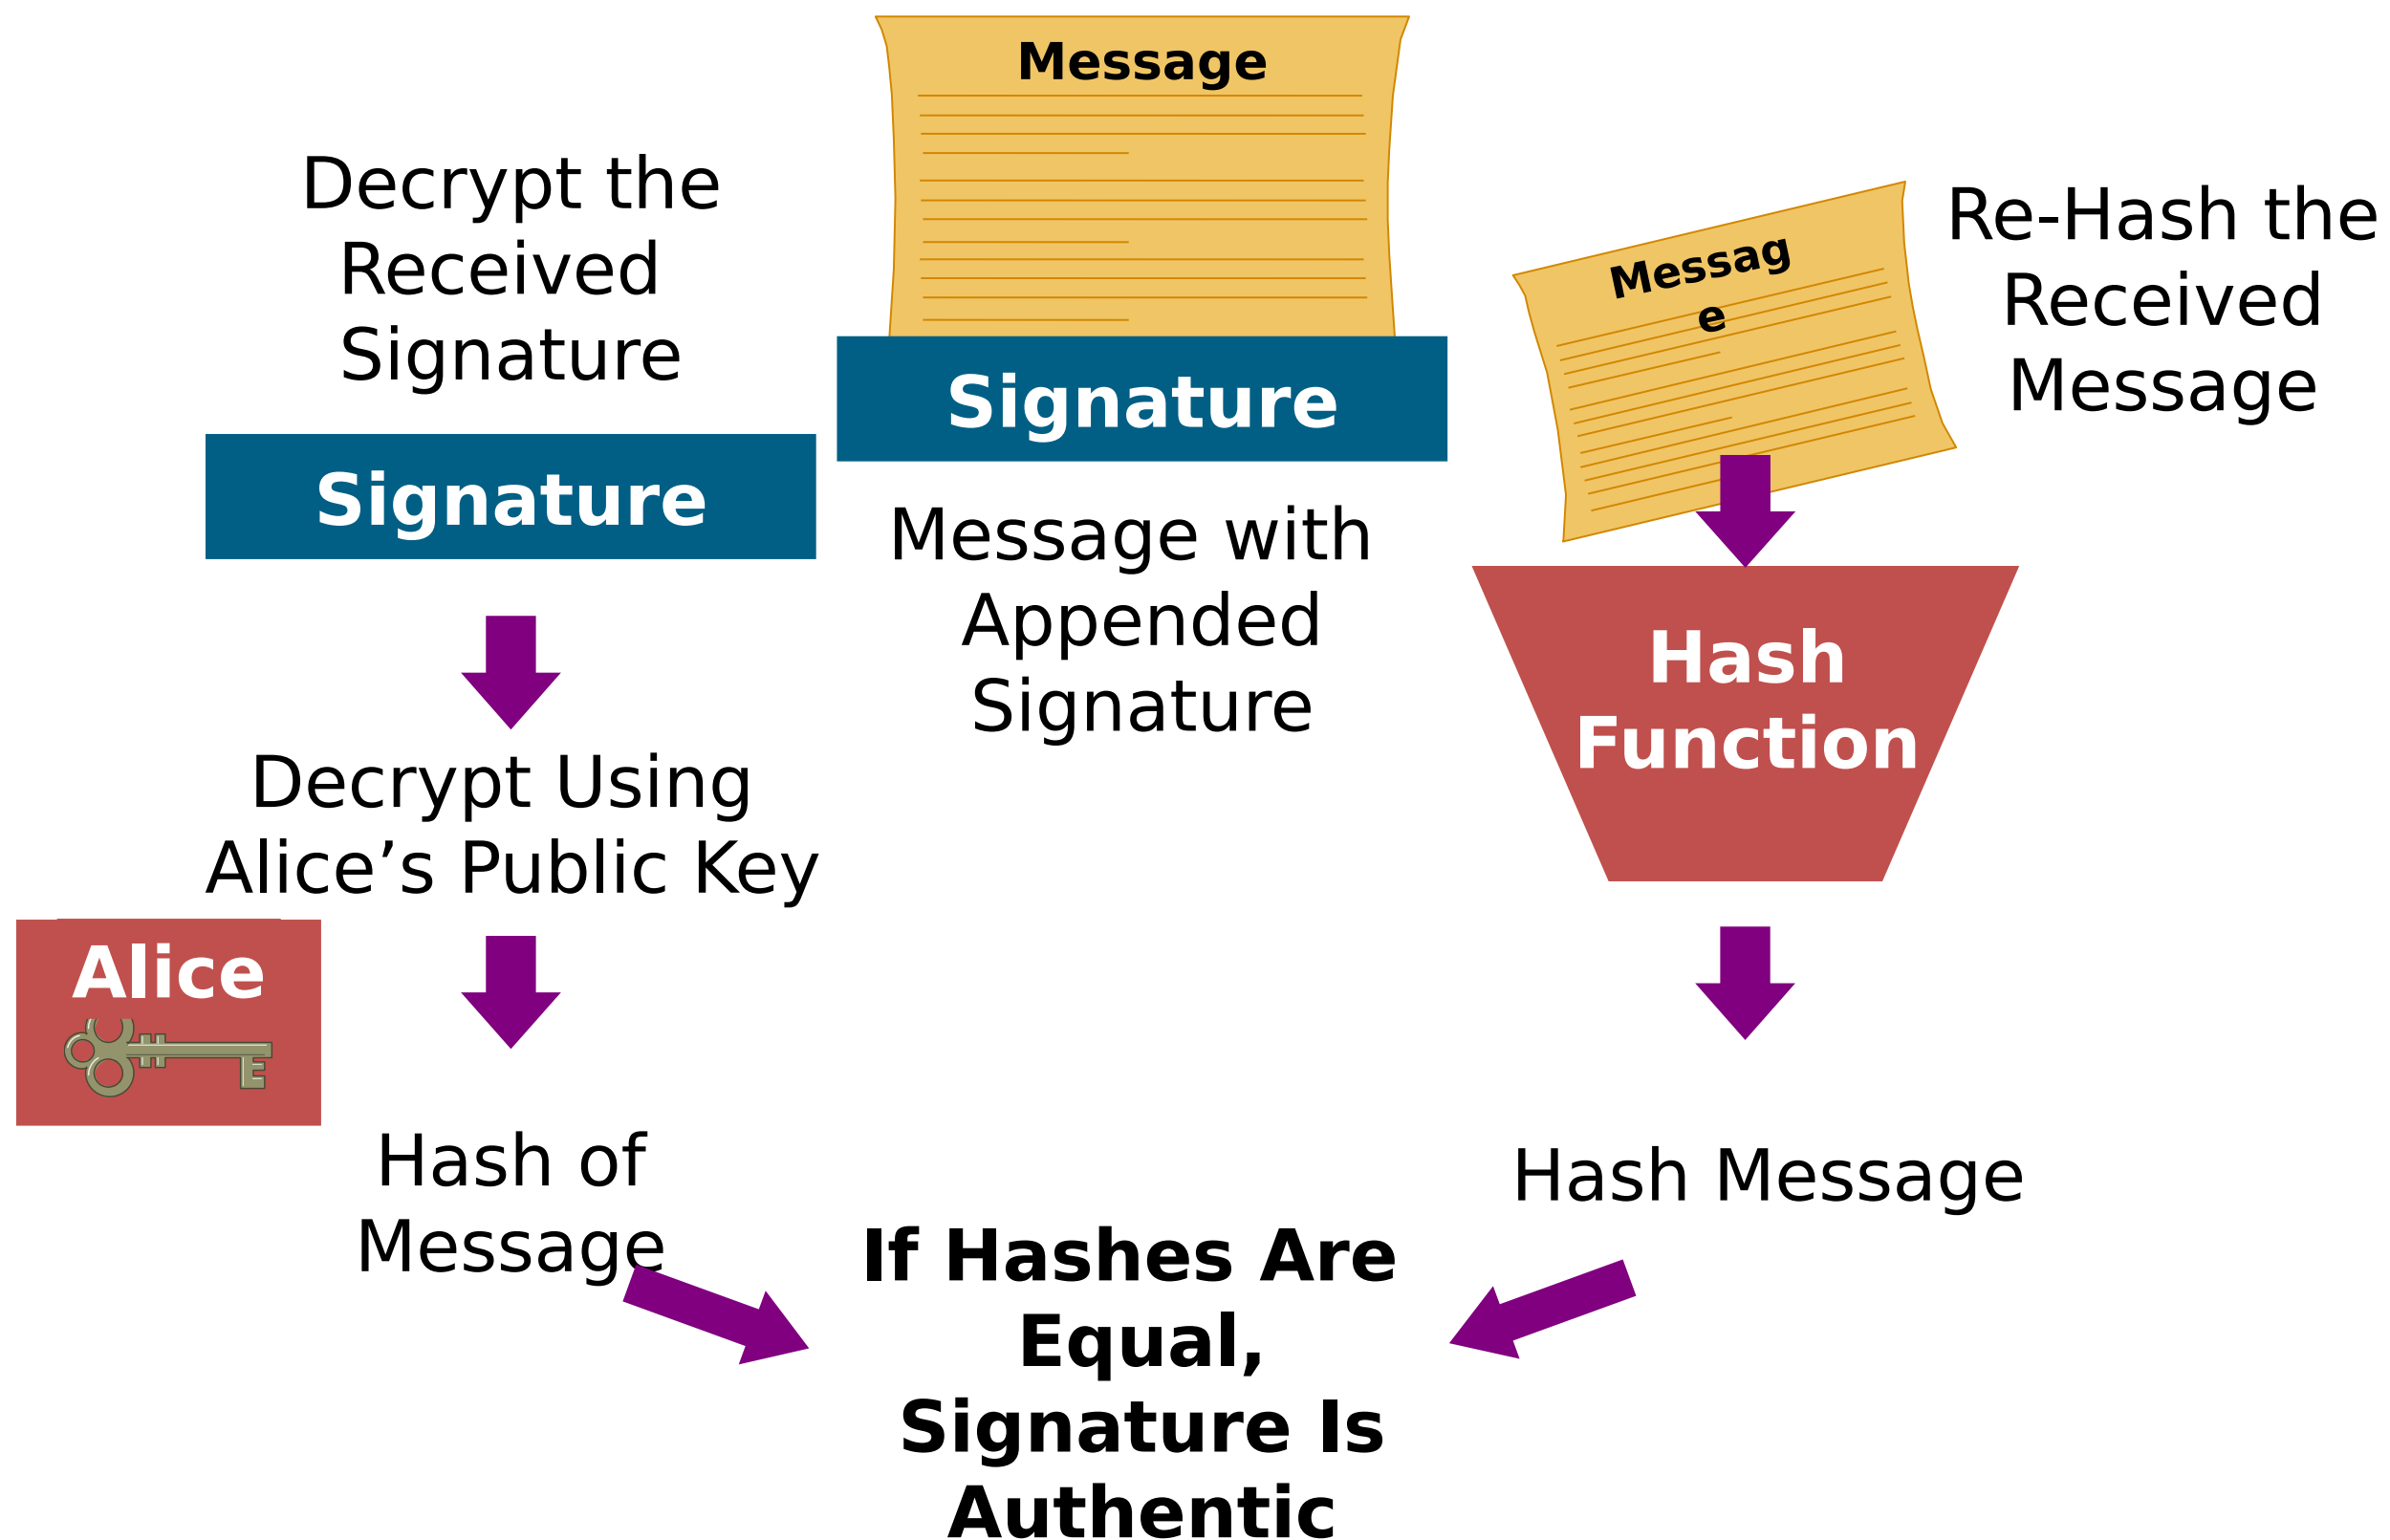 Message
Signature
Message with
Appended
Signature
Decrypt the
Received
Signature
Signature
Decrypt Using
Alice’s Public Key
Alice
Hash of
Message
Re-Hash the
Received
Message
Messag
e
Hash
Function
Hash Message
If Hashes Are
Equal,
Signature Is
Authentic